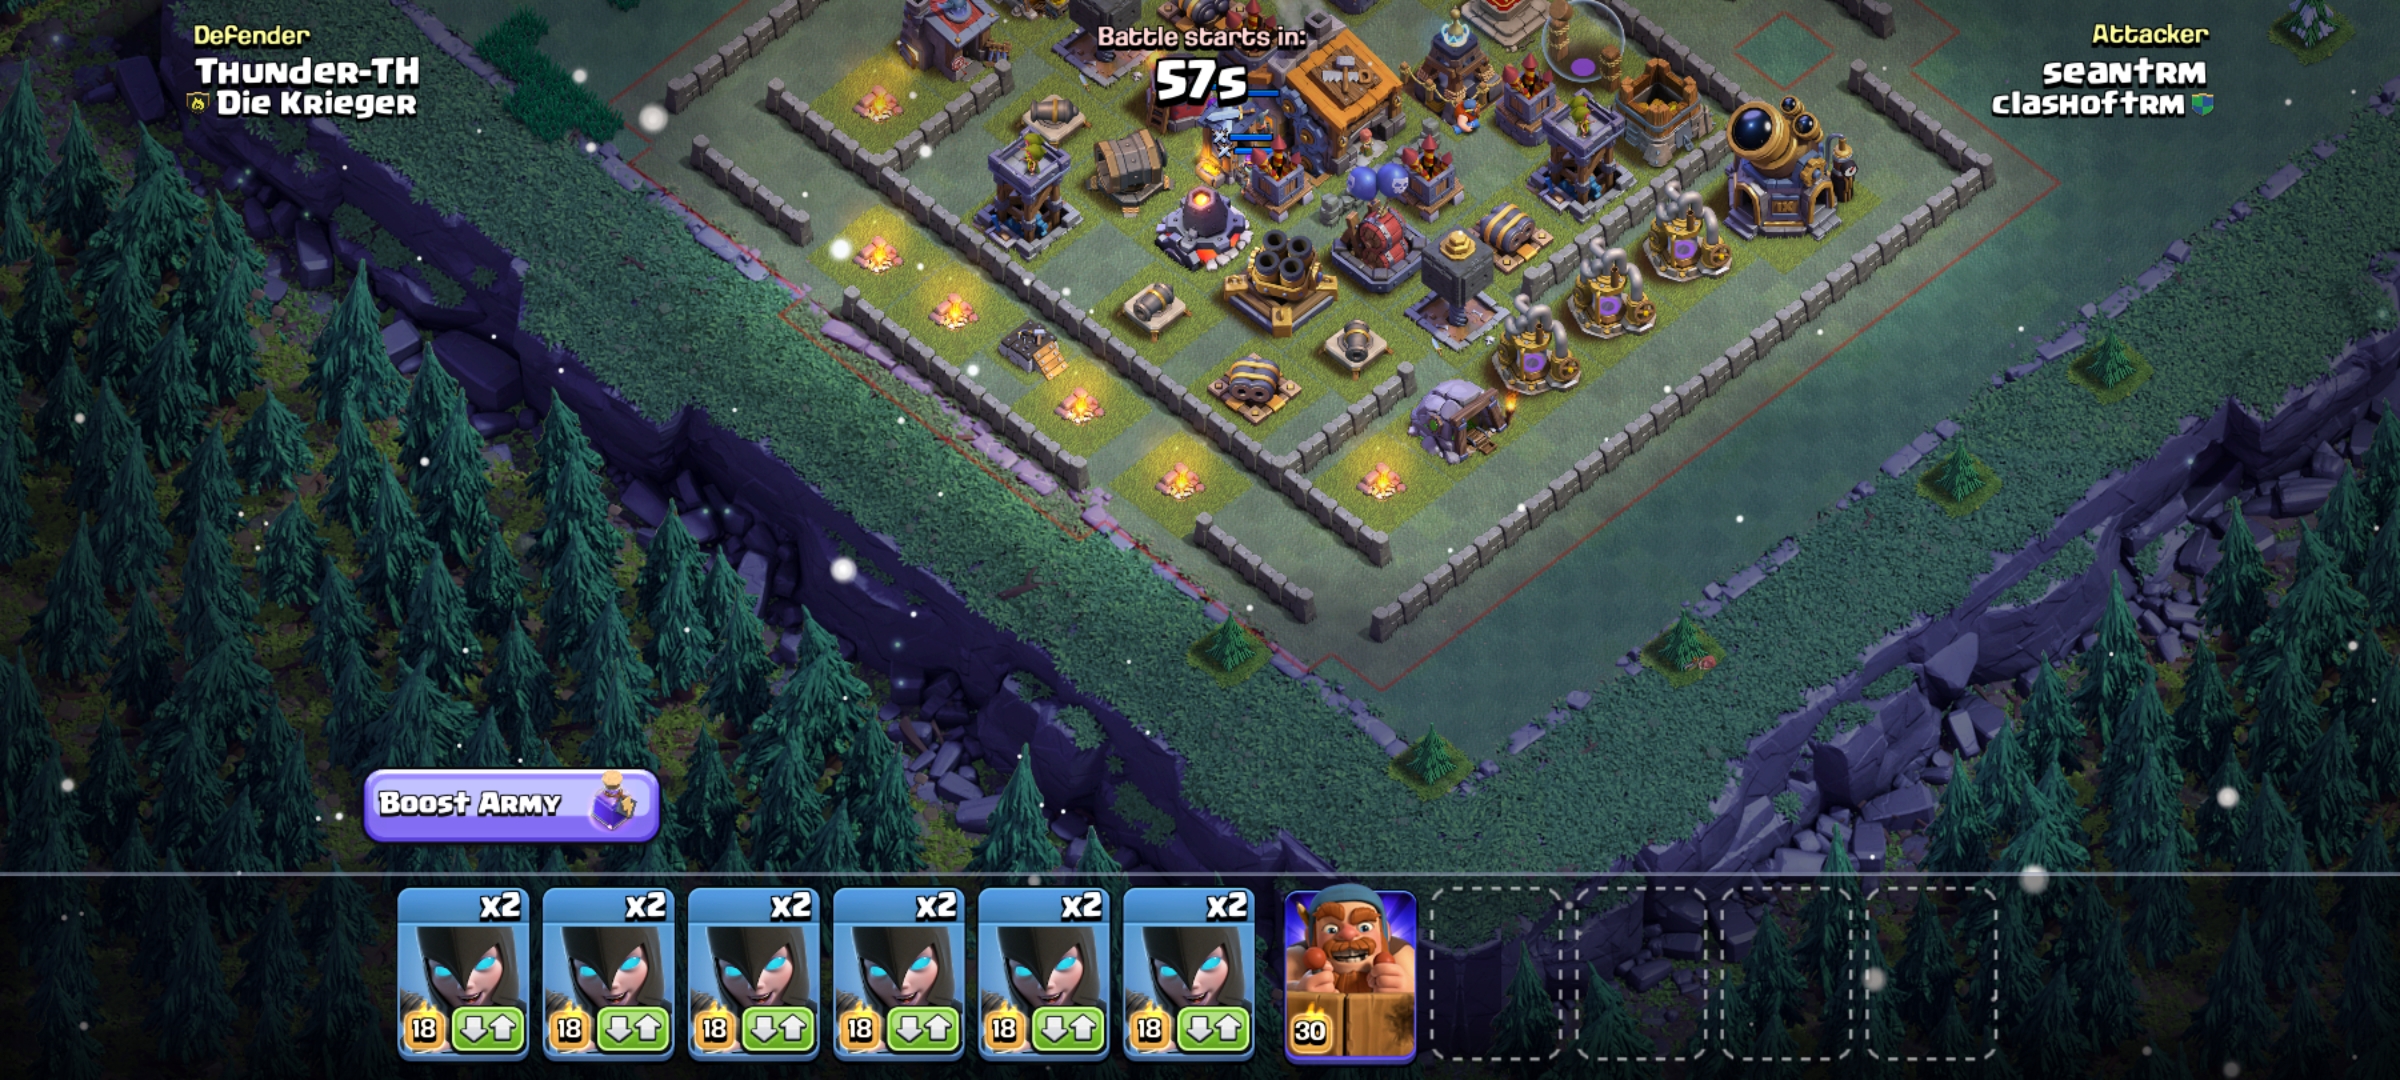 Defender
Thunder-TH
Die Krieger
Battle starts in:
57s
Attacker
seantrm
clashoftrm
Boost Army
x2
x2
x2
x2
x2
x2
18
18
18
18
18
18
30